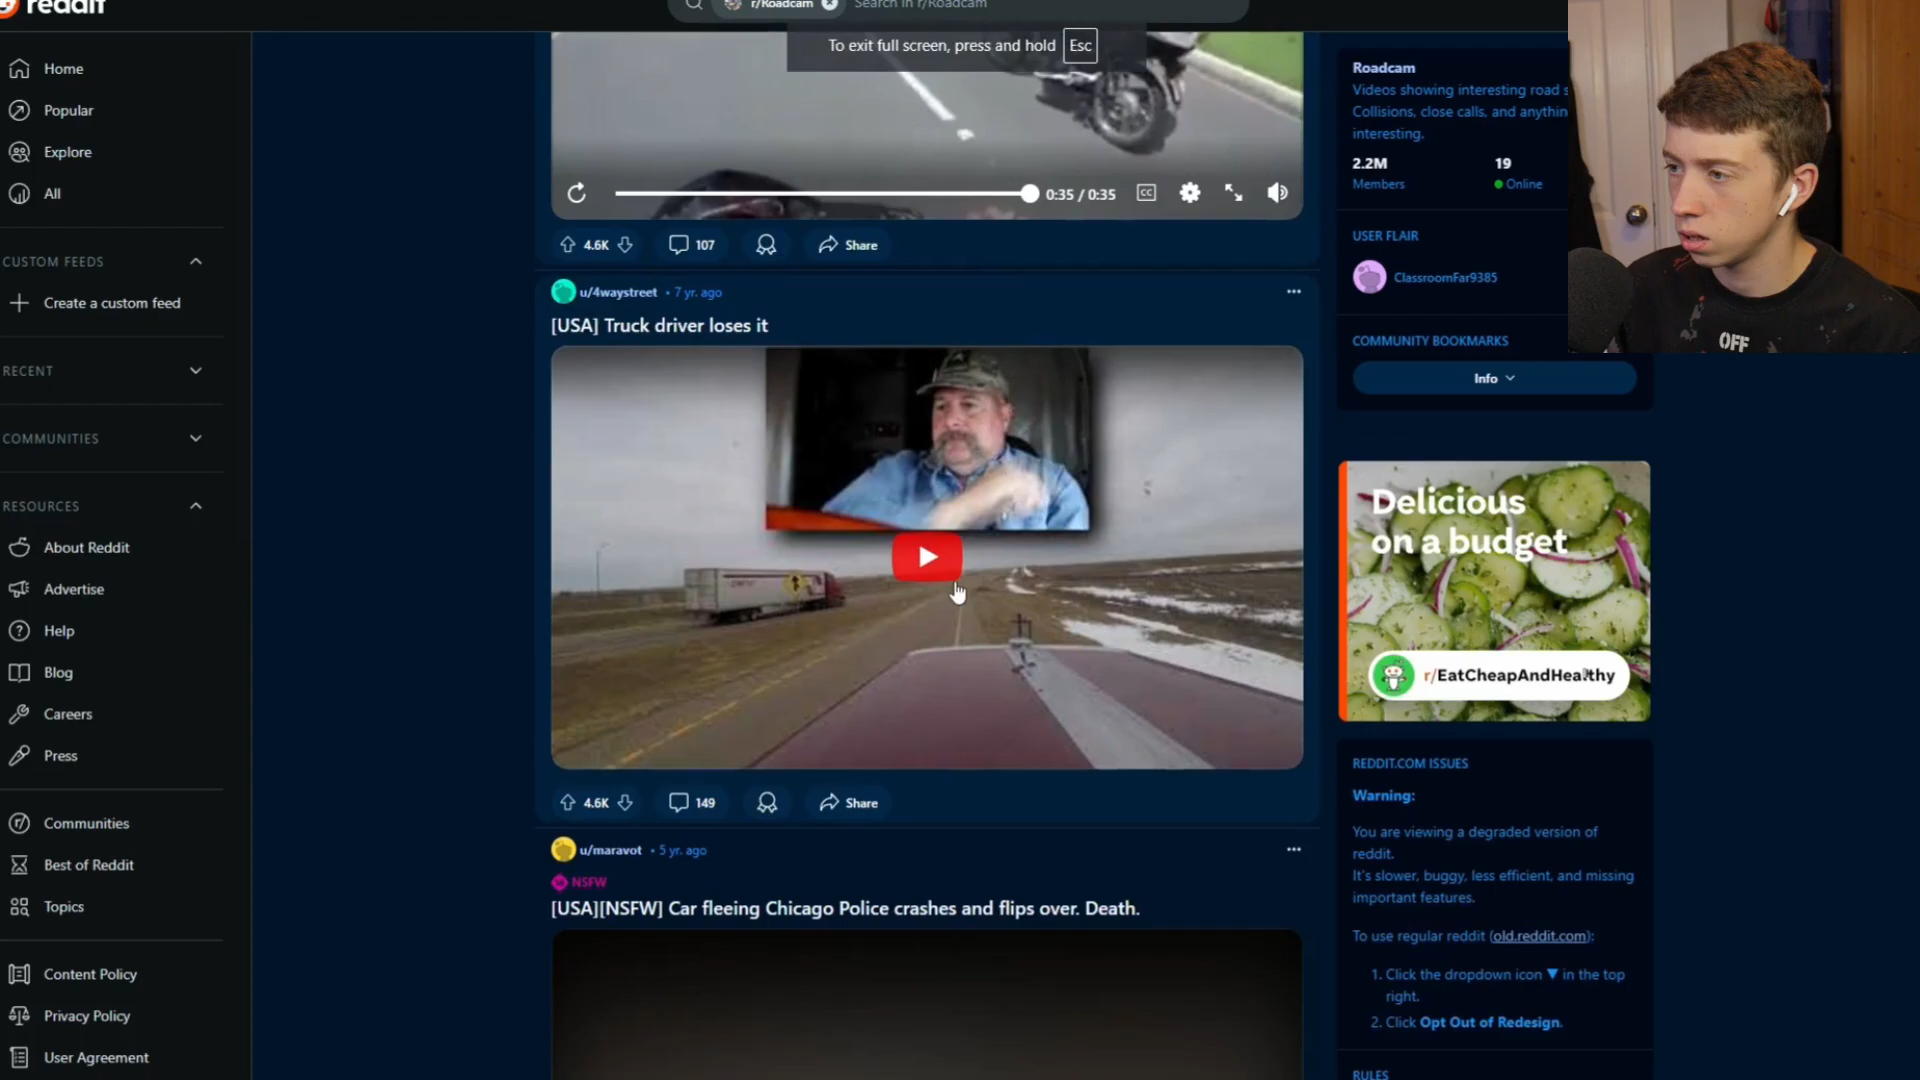 reddit
r/Roadcam
Search in r/Roadcam
To exit full screen, press and hold Esc
Home
Popular
Explore
All
CUSTOM FEEDS
Create a custom feed
RECENT
COMMUNITIES
RESOURCES
About Reddit
Advertise
Help
Blog
Careers
Press
Communities
Best of Reddit
Topics
Content Policy
Privacy Policy
User Agreement
0:35 / 0:35
CC
4.6K
107
Share
u/4waystreet • 7 yr. ago
[USA] Truck driver loses it
4.6K
149
Share
u/maravot • 5 yr. ago
NSFW
[USA][NSFW] Car fleeing Chicago Police crashes and flips over. Death.
Roadcam
Videos showing interesting road
Collisions, close calls, and
interesting.
2.2M
19
Members
Online
USER FLAIR
ClassroomFar9385
COMMUNITY BOOKMARKS
Info
Delicious
on a budget
r/EatCheapAndHealthy
REDDIT.COM ISSUES
Warning:
You are viewing a degraded version of
reddit.
It's slower, buggy, less efficient, and missing
important features.
To use regular reddit (old.reddit.com):
1. Click the dropdown icon ▼ in the top
right.
2. Click Opt Out of Redesign.
RULES
OFF